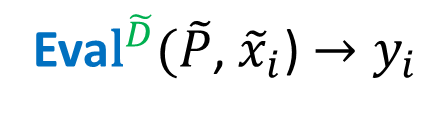 Eval^D̃(P̃, x̃ᵢ) → yᵢ